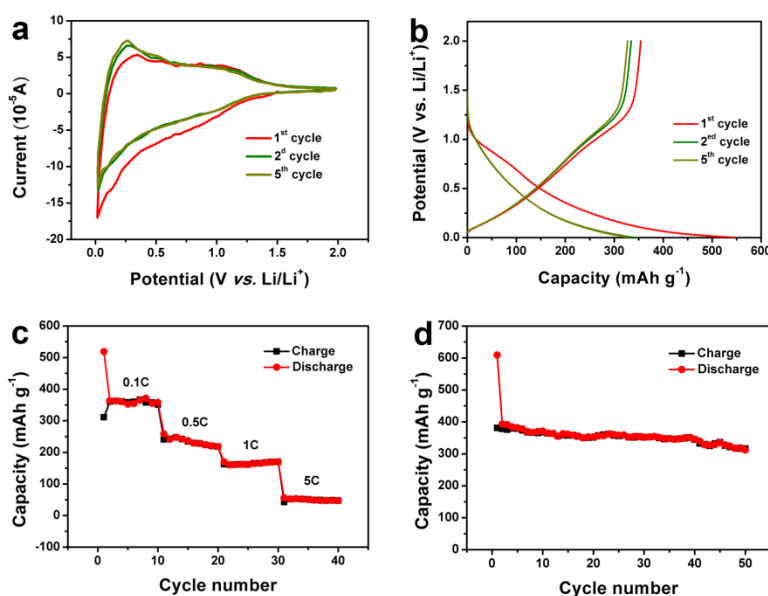 a
Current (10⁻⁵A)
10
5
0
-5
-10
-15
-20
0.0 0.5 1.0 1.5 2.0
Potential (V vs. Li/Li⁺)
1ˢᵗ cycle
2ᵈ cycle
5ᵗʰ cycle
b
Potential (V vs. Li/Li⁺)
2.0
1.5
1.0
0.5
0.0
0 100 200 300 400 500 600
Capacity (mAh g⁻¹)
1ˢᵗ cycle
2ᵉᵈ cycle
5ᵗʰ cycle
c
Capacity (mAh g⁻¹)
600
500
400
300
200
100
0
-100
0 10 20 30 40
Cycle number
Charge
Discharge
0.1C
0.5C
1C
5C
d
Capacity (mAh g⁻¹)
700
600
500
400
300
200
100
0
0 10 20 30 40 50
Cycle number
Charge
Discharge